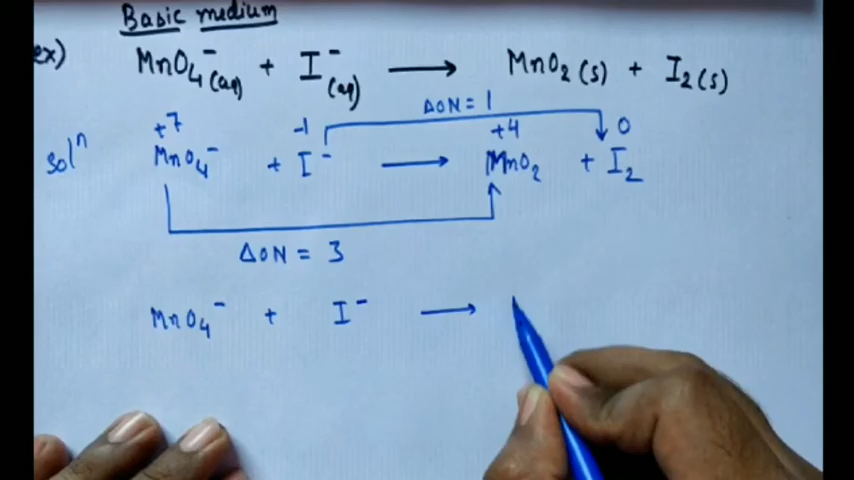 Basic medium
ex) MnO₄⁻(aq) + I⁻(aq) ⟶ MnO₂(s) + I₂(s)
ΔON = 1
+7 -1 +4 0
Solⁿ MnO₄⁻ + I⁻ ⟶ MnO₂ + I₂
ΔON = 3
MnO₄⁻ + I⁻ ⟶